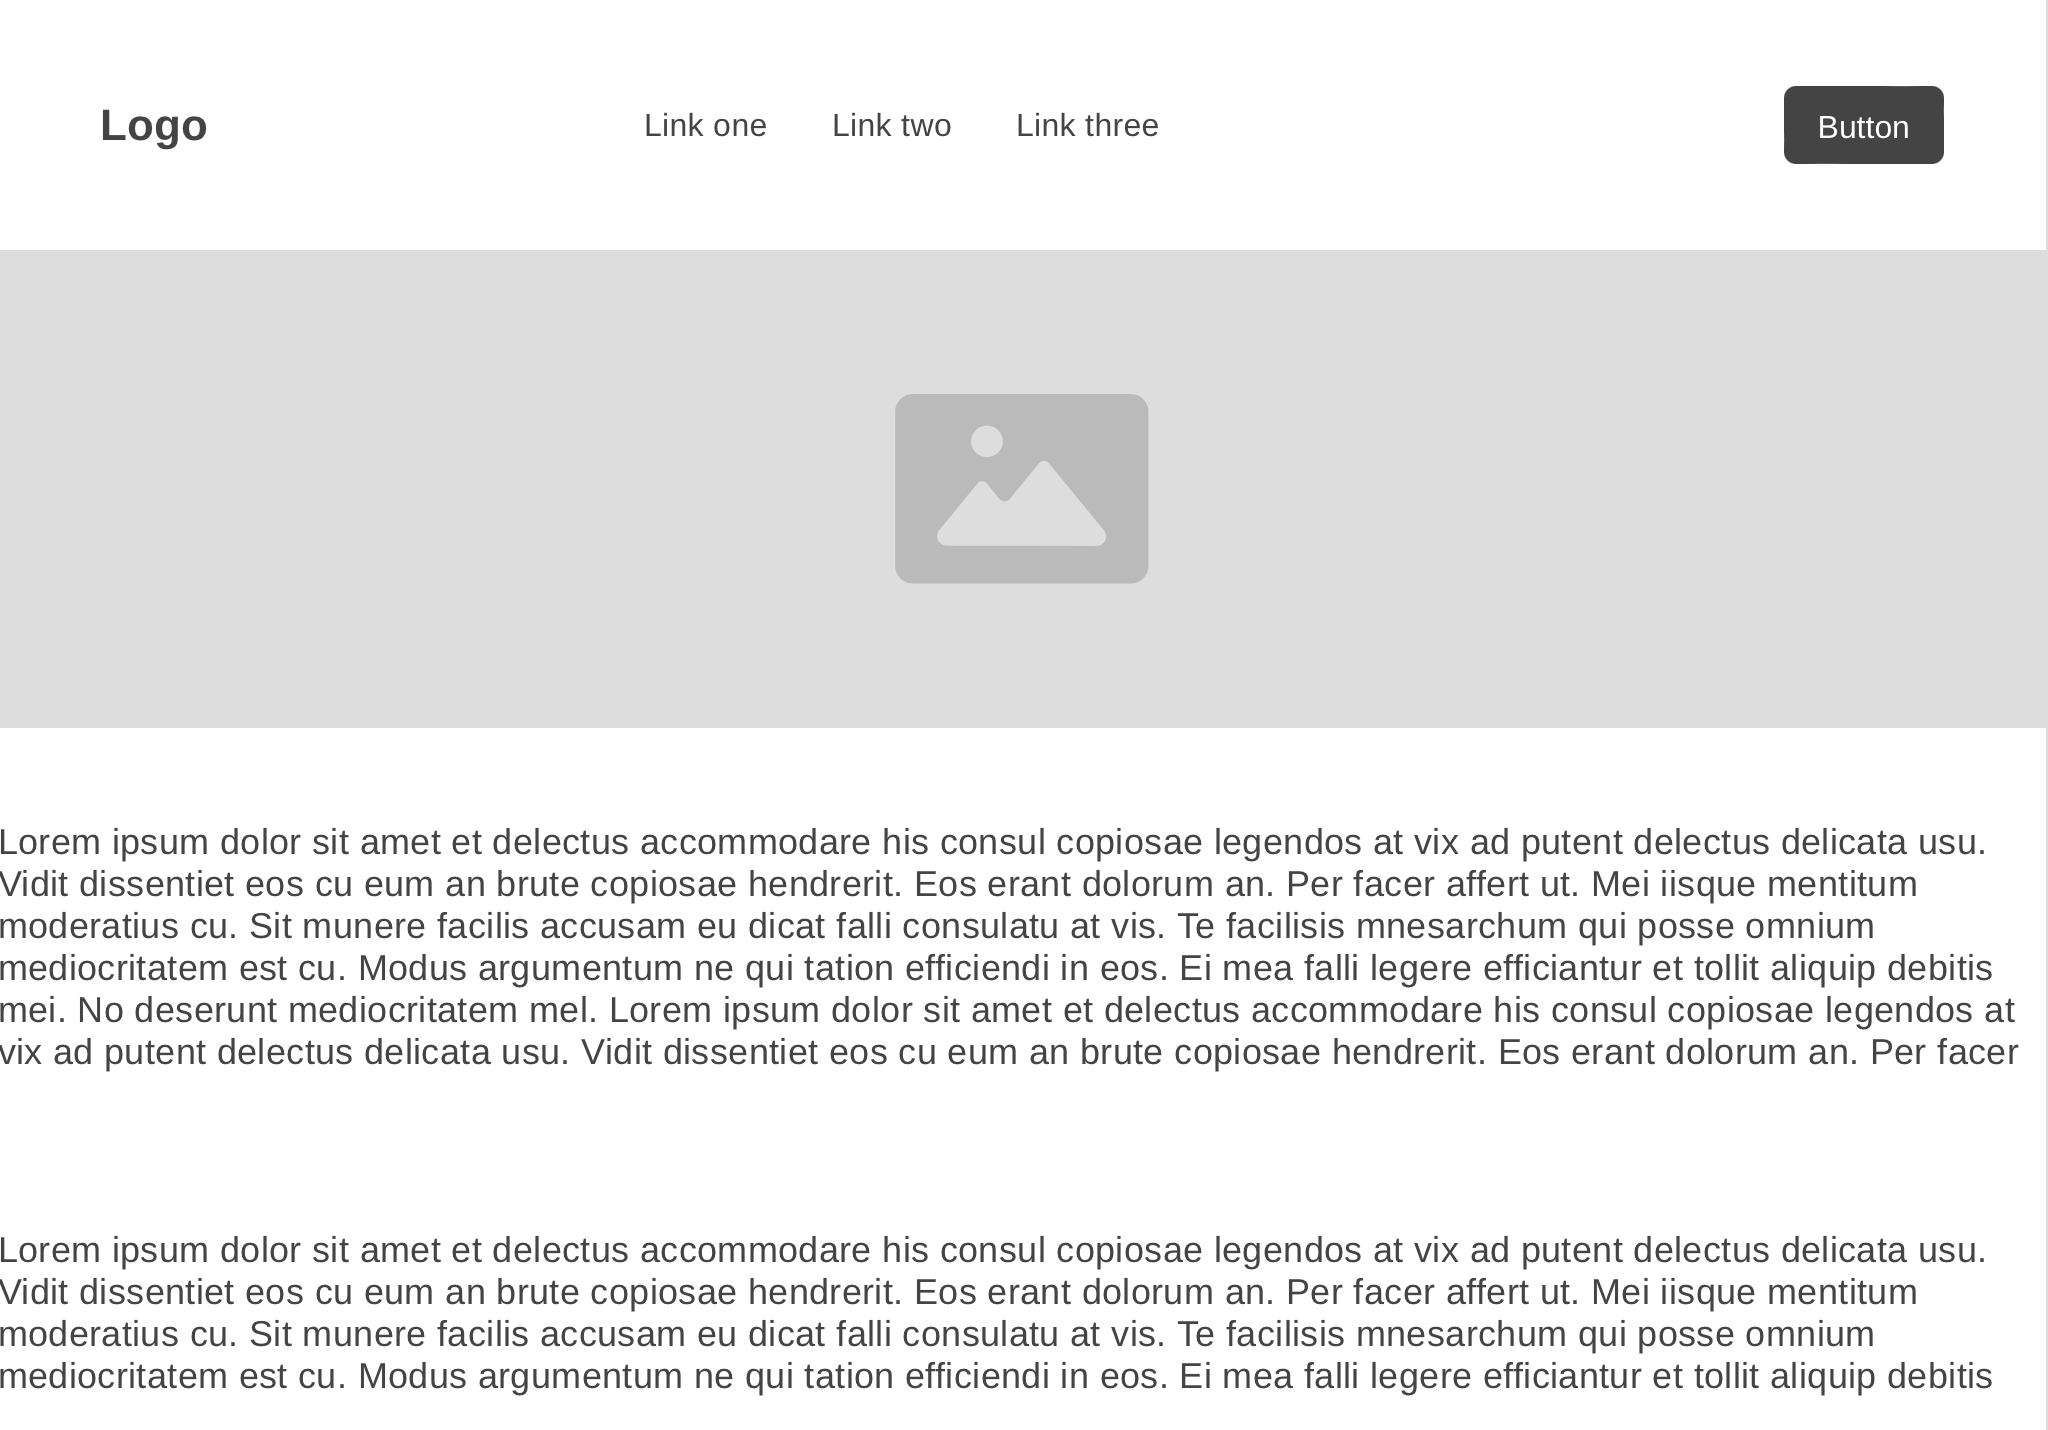 Logo
Link one Link two Link three
Button
Lorem ipsum dolor sit amet et delectus accommodare his consul copiosae legendos at vix ad putent delectus delicata usu.
Vidit dissentiet eos cu eum an brute copiosae hendrerit. Eos erant dolorum an. Per facer affert ut. Mei iisque mentitum
moderatius cu. Sit munere facilis accusam eu dicat falli consulatu at vis. Te facilisis mnesarchum qui posse omnium
mediocritatem est cu. Modus argumentum ne qui tation efficiendi in eos. Ei mea falli legere efficiantur et tollit aliquip debitis
mei. No deserunt mediocritatem mel. Lorem ipsum dolor sit amet et delectus accommodare his consul copiosae legendos at
vix ad putent delectus delicata usu. Vidit dissentiet eos cu eum an brute copiosae hendrerit. Eos erant dolorum an. Per facer
Lorem ipsum dolor sit amet et delectus accommodare his consul copiosae legendos at vix ad putent delectus delicata usu.
Vidit dissentiet eos cu eum an brute copiosae hendrerit. Eos erant dolorum an. Per facer affert ut. Mei iisque mentitum
moderatius cu. Sit munere facilis accusam eu dicat falli consulatu at vis. Te facilisis mnesarchum qui posse omnium
mediocritatem est cu. Modus argumentum ne qui tation efficiendi in eos. Ei mea falli legere efficiantur et tollit aliquip debitis